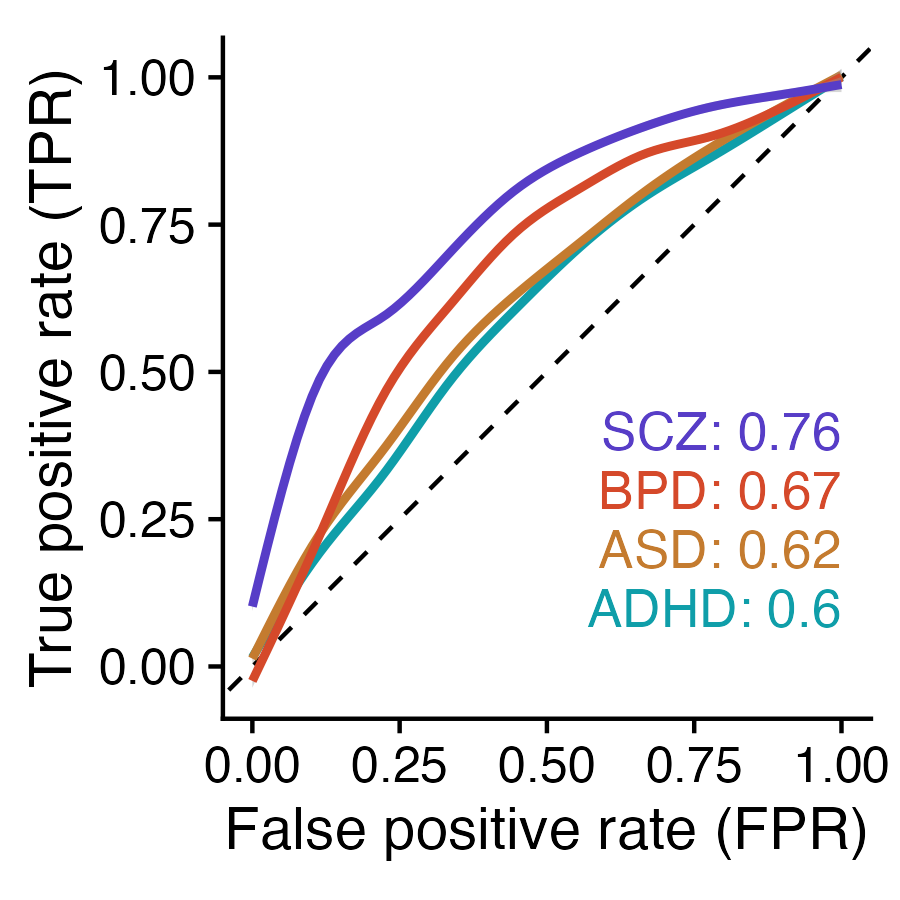 True positive rate (TPR)
1.00
0.75
0.50
0.25
0.00
SCZ: 0.76
BPD: 0.67
ASD: 0.62
ADHD: 0.6
0.00 0.25 0.50 0.75 1.00
False positive rate (FPR)